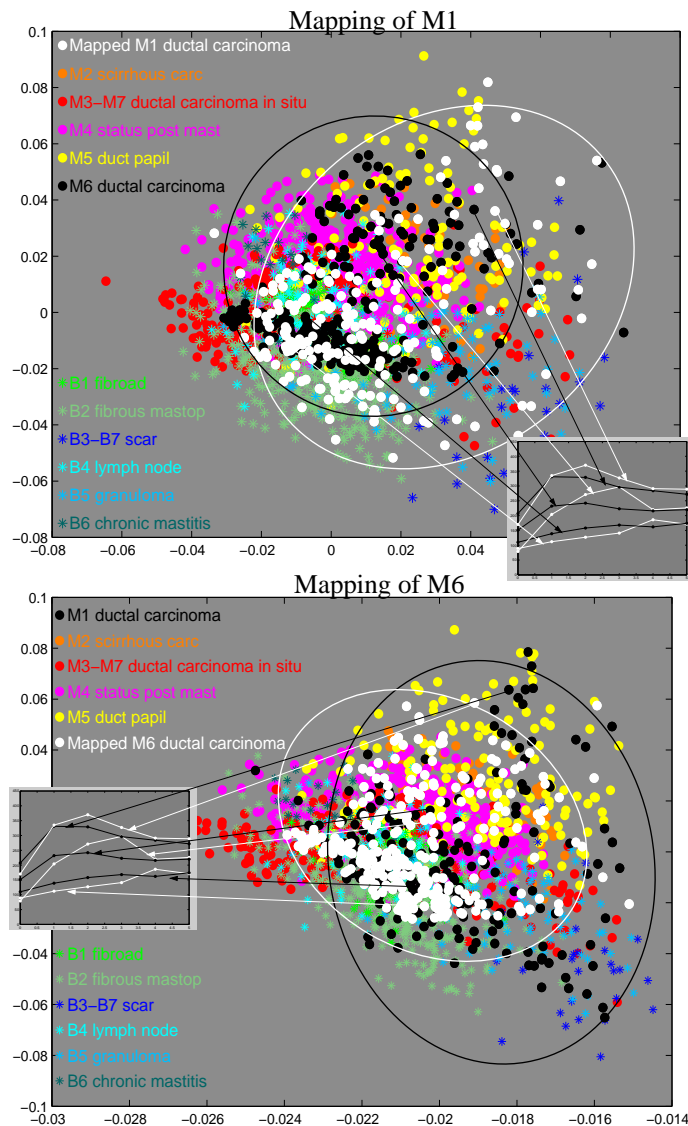 Mapping of M1
0.1
Mapped M1 ductal carcinoma
0.08
M2 scirrhous carc
M3−M7 ductal carcinoma in situ
0.06
M4 status post mast
M5 duct papil
0.04
M6 ductal carcinoma
0.02
0
−0.02
B1 fibroad
B2 fibrous mastop
−0.04
B3−B7 scar
B4 lymph node
−0.06
B5 granuloma
B6 chronic mastitis
−0.08
−0.08 −0.06 −0.04 −0.02 0 0.02 0.04
Mapping of M6
0.1
M1 ductal carcinoma
0.08
M2 scirrhous carc
M3−M7 ductal carcinoma in situ
0.06
M4 status post mast
M5 duct papil
0.04
Mapped M6 ductal carcinoma
B1 fibroad
−0.04
B2 fibrous mastop
B3−B7 scar
−0.06
B4 lymph node
B5 granuloma
−0.08
B6 chronic mastitis
−0.1
−0.03 −0.028 −0.026 −0.024 −0.022 −0.02 −0.018 −0.016 −0.014